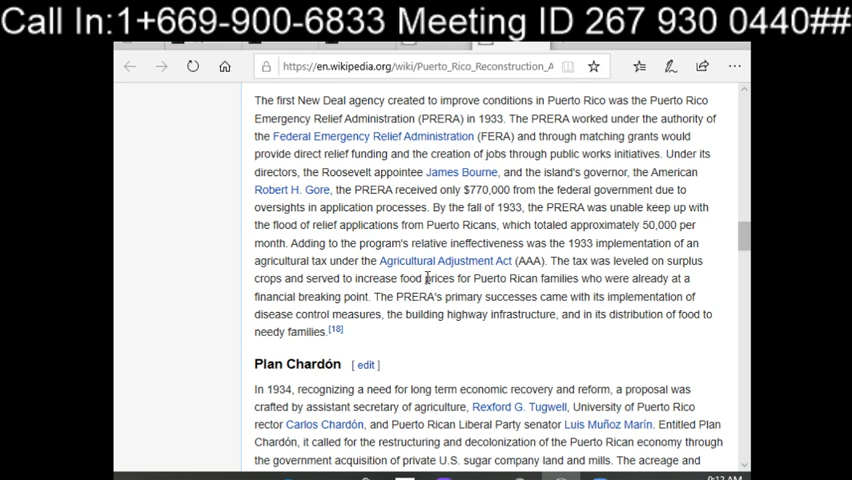 Call In:1+669-900-6833 Meeting ID 267 930 0440##
https://en.wikipedia.org/wiki/Puerto_Rico_Reconstruction_A
The first New Deal agency created to improve conditions in Puerto Rico was the Puerto Rico
Emergency Relief Administration (PRERA) in 1933. The PRERA worked under the authority of
the Federal Emergency Relief Administration (FERA) and through matching grants would
provide direct relief funding and the creation of jobs through public works initiatives. Under its
directors, the Roosevelt appointee James Bourne, and the island's governor, the American
Robert H. Gore, the PRERA received only $770,000 from the federal government due to
oversights in application processes. By the fall of 1933, the PRERA was unable keep up with
the flood of relief applications from Puerto Ricans, which totaled approximately 50,000 per
month. Adding to the program's relative ineffectiveness was the 1933 implementation of an
agricultural tax under the Agricultural Adjustment Act (AAA). The tax was leveled on surplus
crops and served to increase food prices for Puerto Rican families who were already at a
financial breaking point. The PRERA's primary successes came with its implementation of
disease control measures, the building highway infrastructure, and in its distribution of food to
needy families.[18]
Plan Chardón [ edit ]
In 1934, recognizing a need for long term economic recovery and reform, a proposal was
crafted by assistant secretary of agriculture, Rexford G. Tugwell, University of Puerto Rico
rector Carlos Chardón, and Puerto Rican Liberal Party senator Luis Muñoz Marín. Entitled Plan
Chardón, it called for the restructuring and decolonization of the Puerto Rican economy through
the government acquisition of private U.S. sugar company land and mills. The acreage and
9:12 AM